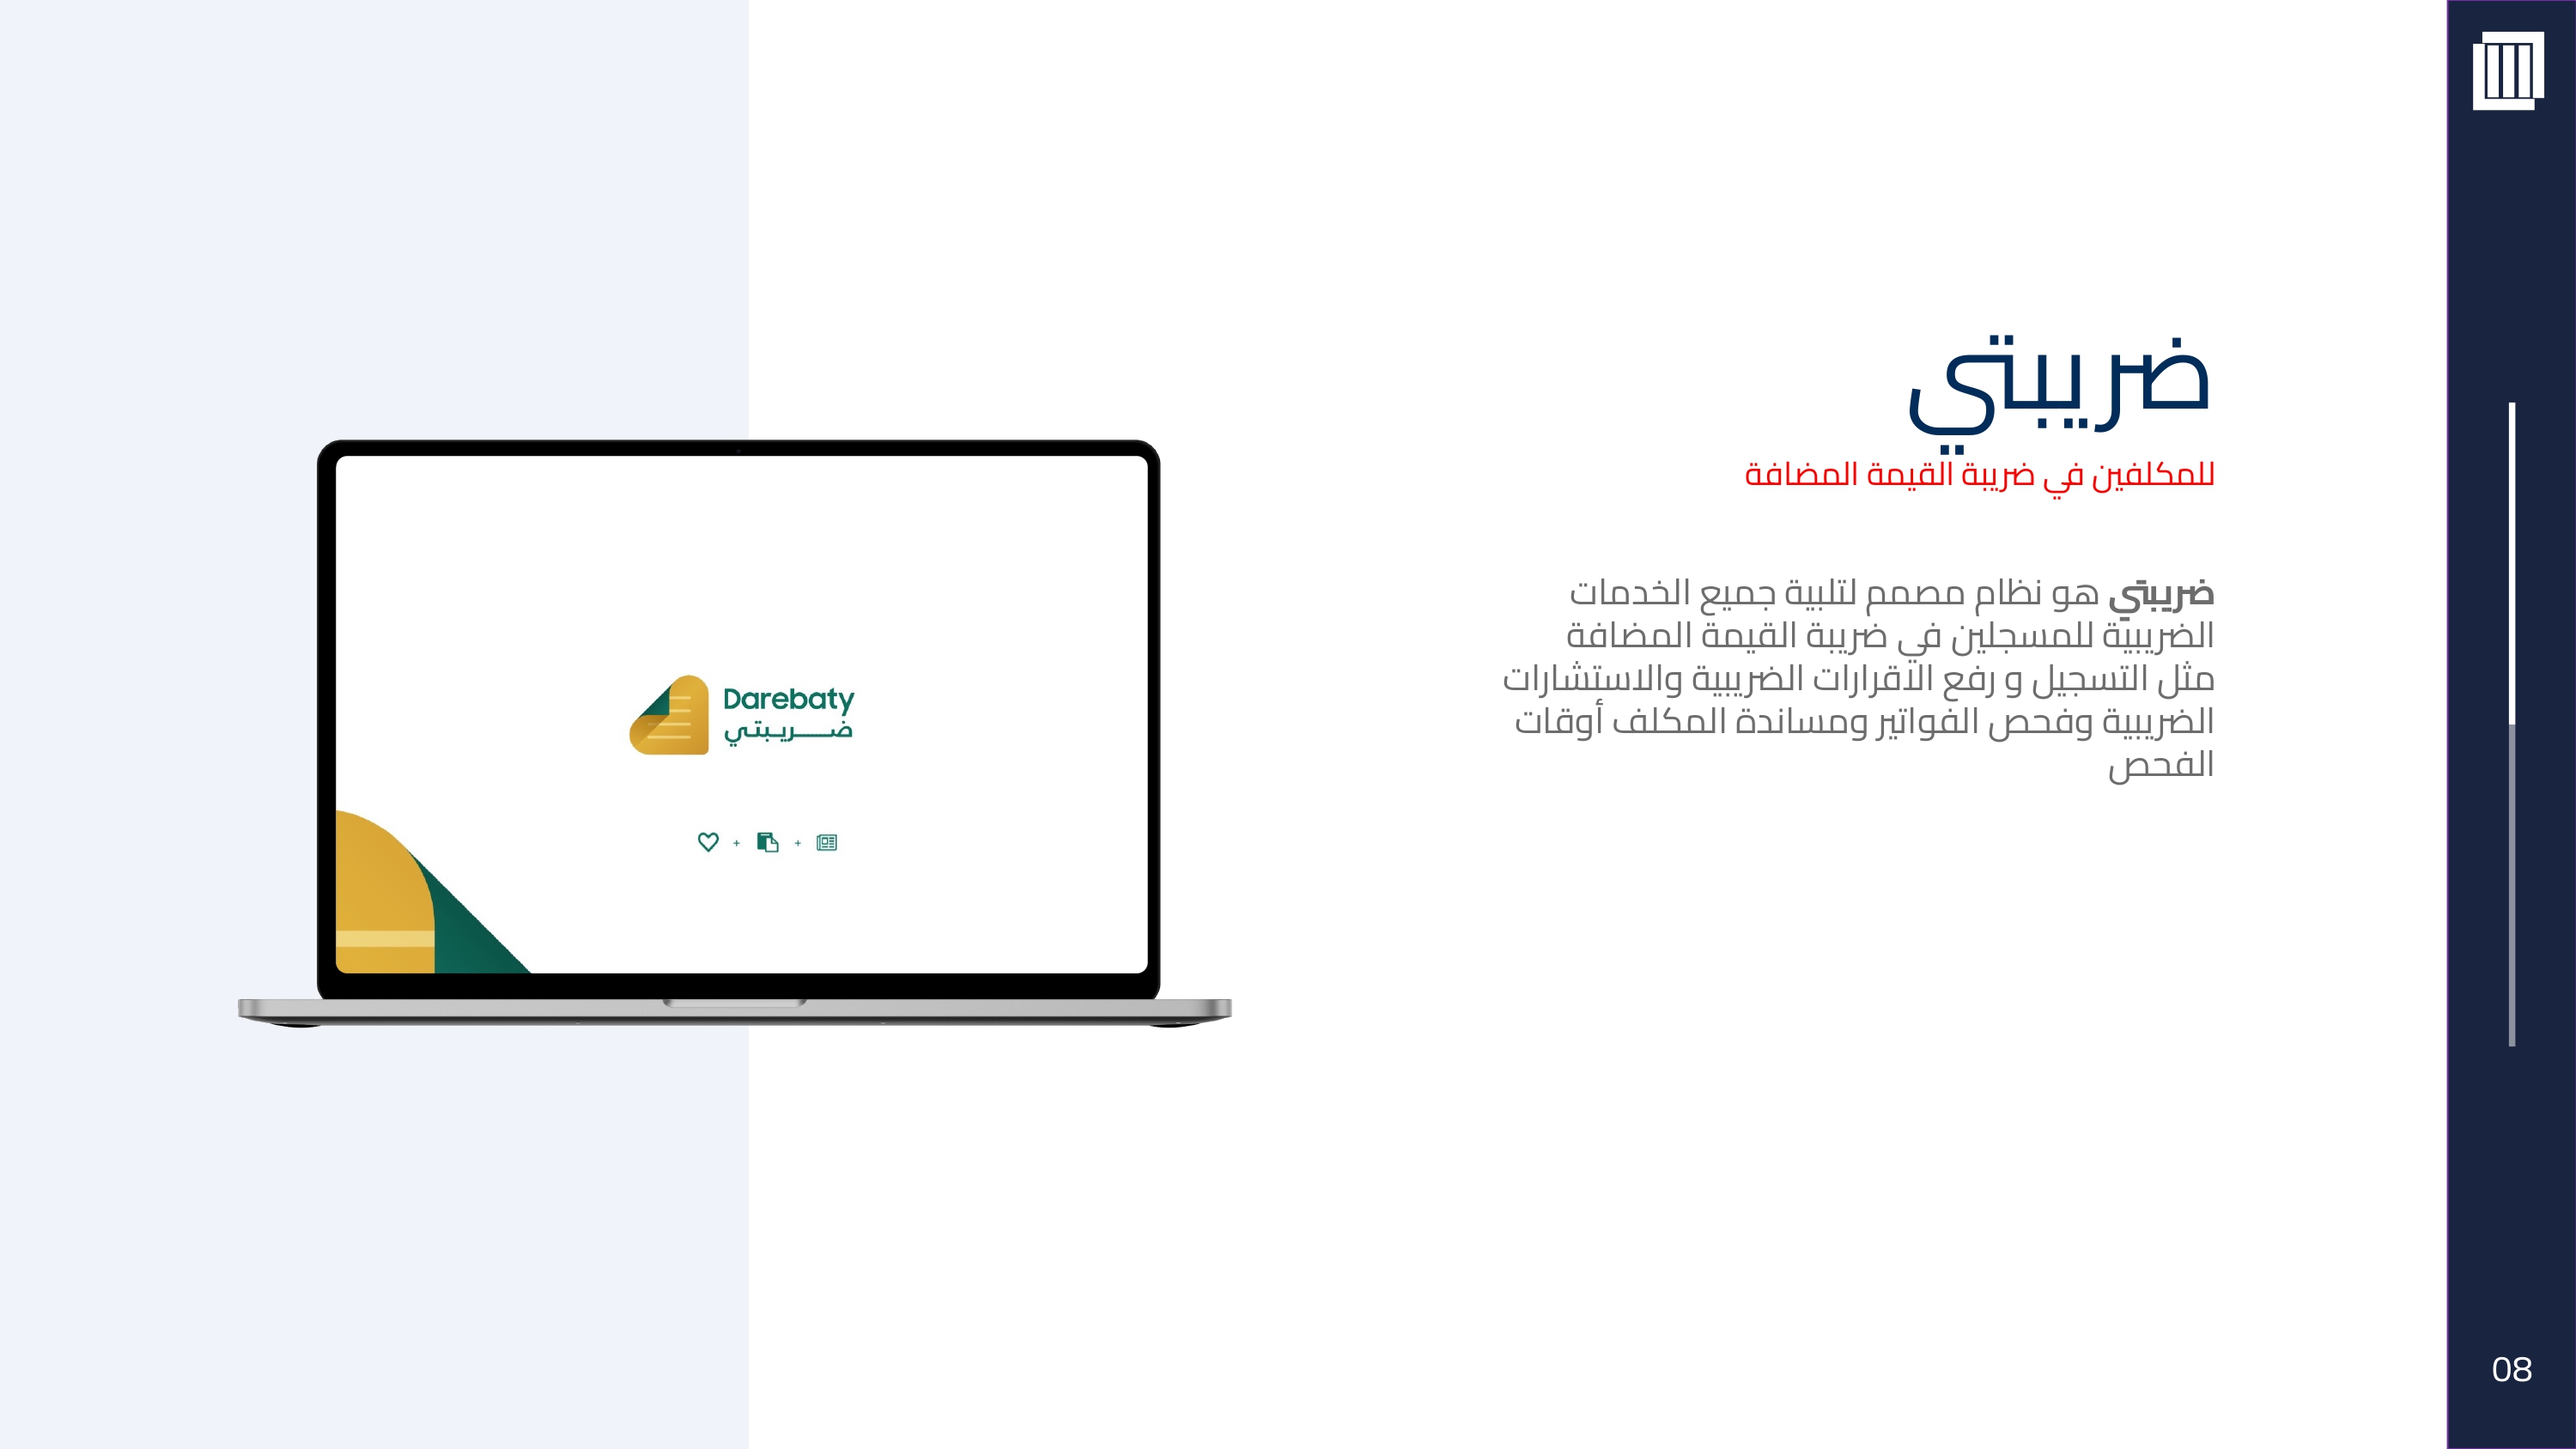 ضريبتي
للمكلفين في ضريبة القيمة المضافة
ضريبتي هو نظام مصمم لتلبية جميع الخدمات
الضريبية للمسجلين في ضريبة القيمة المضافة
مثل التسجيل و رفع الاقرارات الضريبية والاستشارات
الضريبية وفحص الفواتير ومساندة المكلف أوقات
الفحص
Darebaty
ضـــريـبـتـي
08